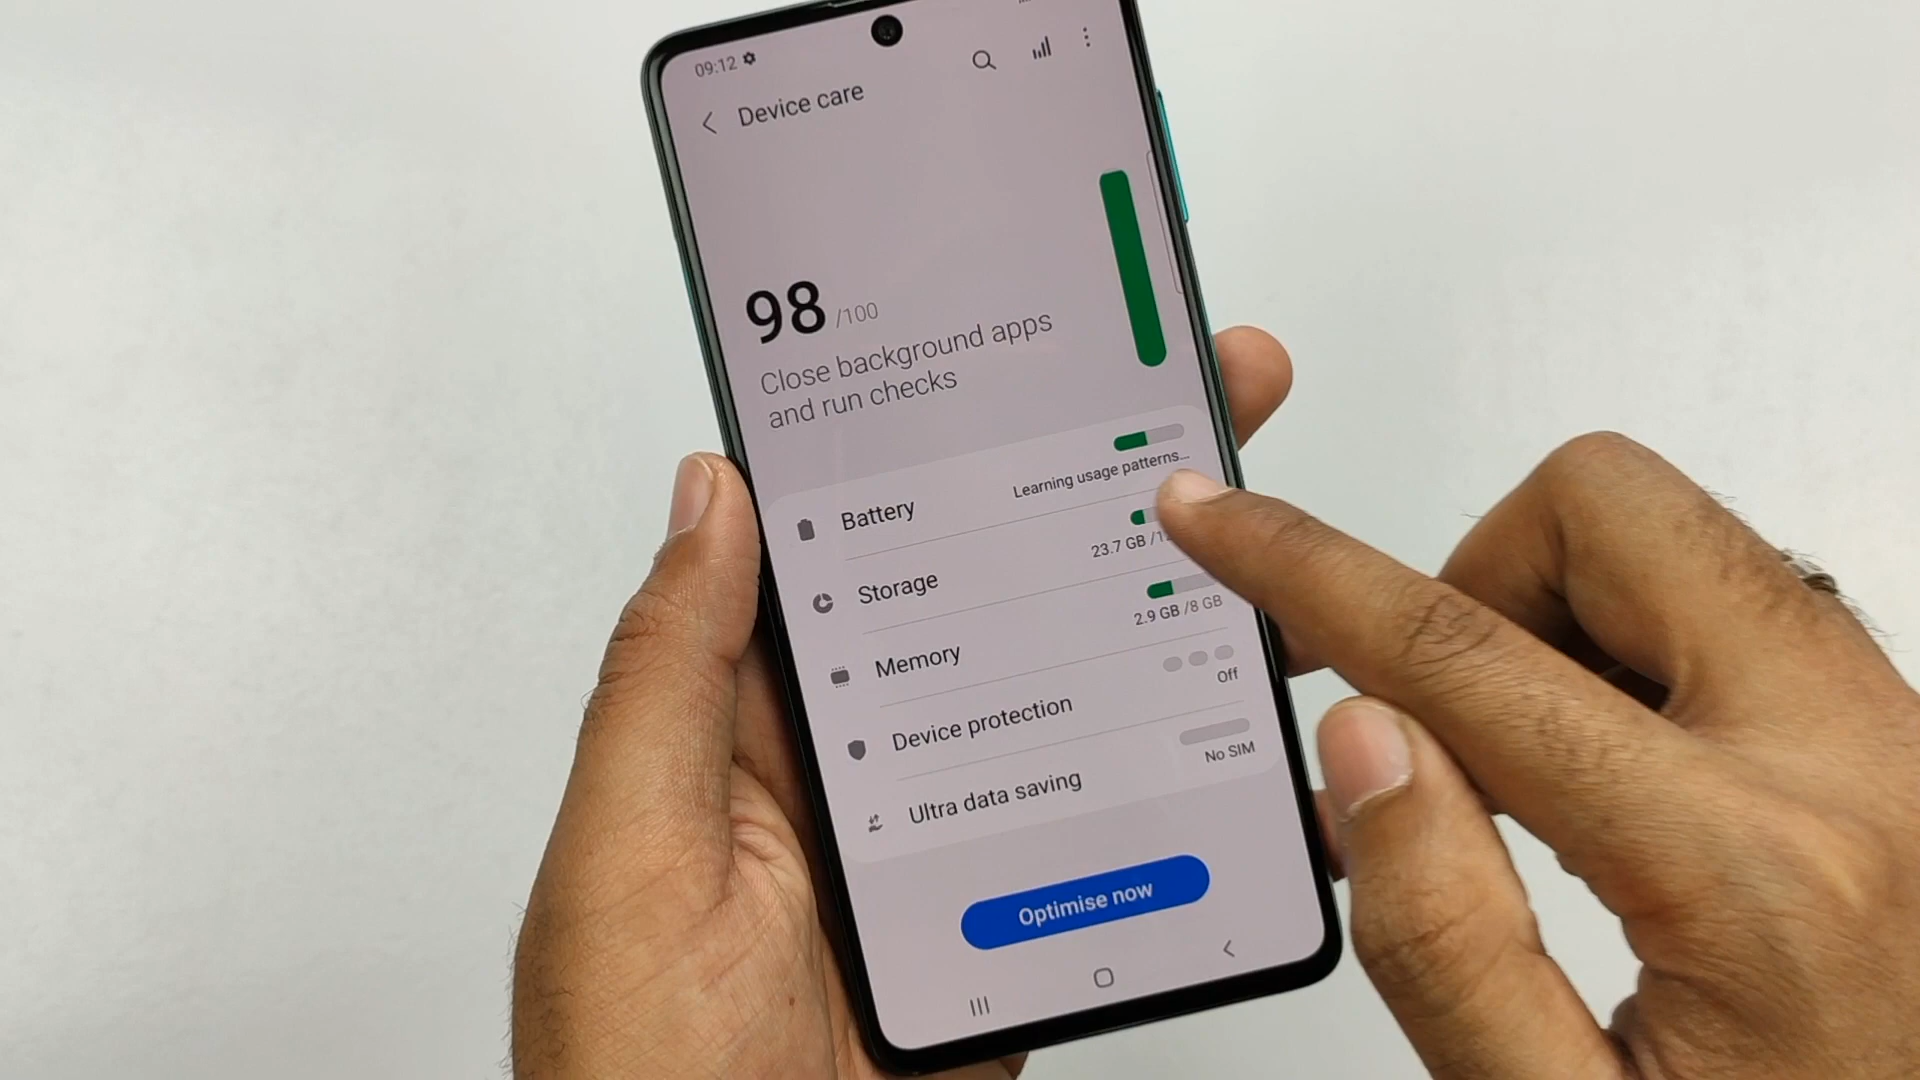 09:12
Device care
98 /100
Close background apps
and run checks
Battery
Learning usage patterns...
Storage
23.7 GB
Memory
2.9 GB /8 GB
Device protection
Off
Ultra data saving
No SIM
Optimise now